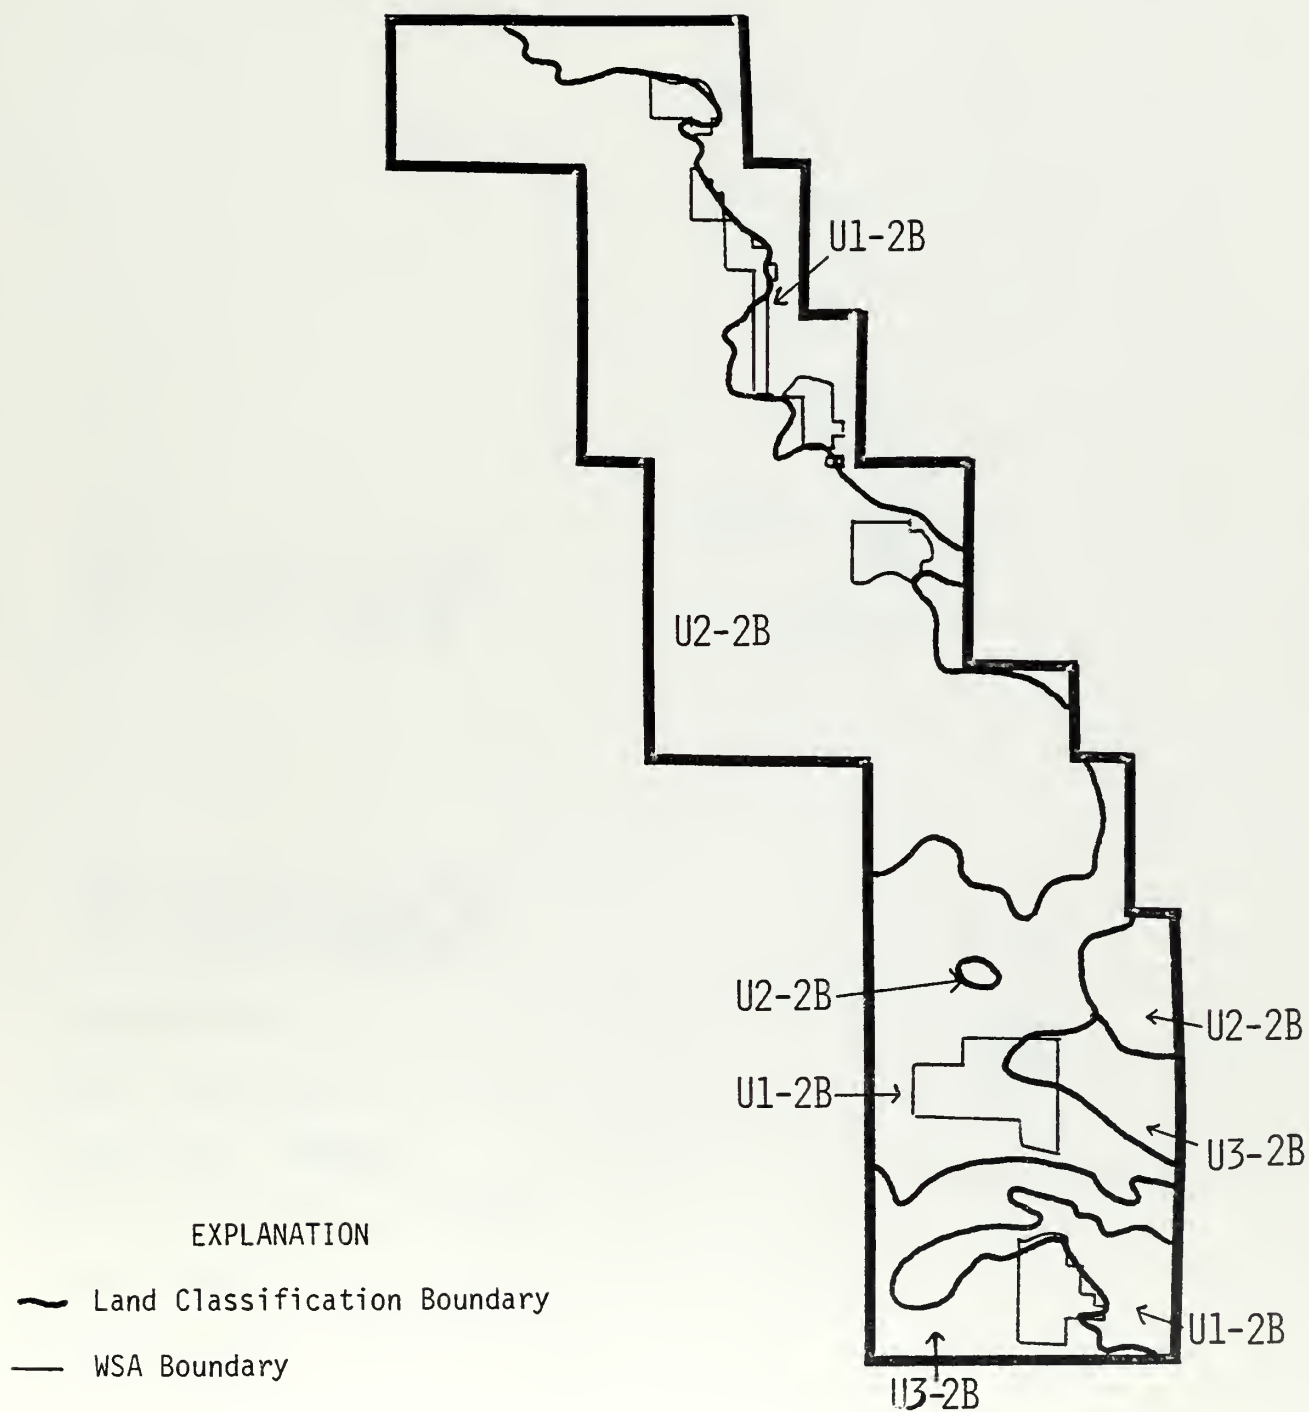 U1-2B
U2-2B
U2-2B
U2-2B
U1-2B
U3-2B
EXPLANATION
Land Classification Boundary
U1-2B
WSA Boundary
U3-2B